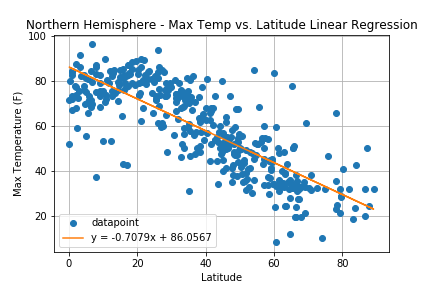 Northern Hemisphere - Max Temp vs. Latitude Linear Regression
Max Temperature (F)
100
80
60
40
20
datapoint
y = -0.7079x + 86.0567
0
20
40
60
80
Latitude